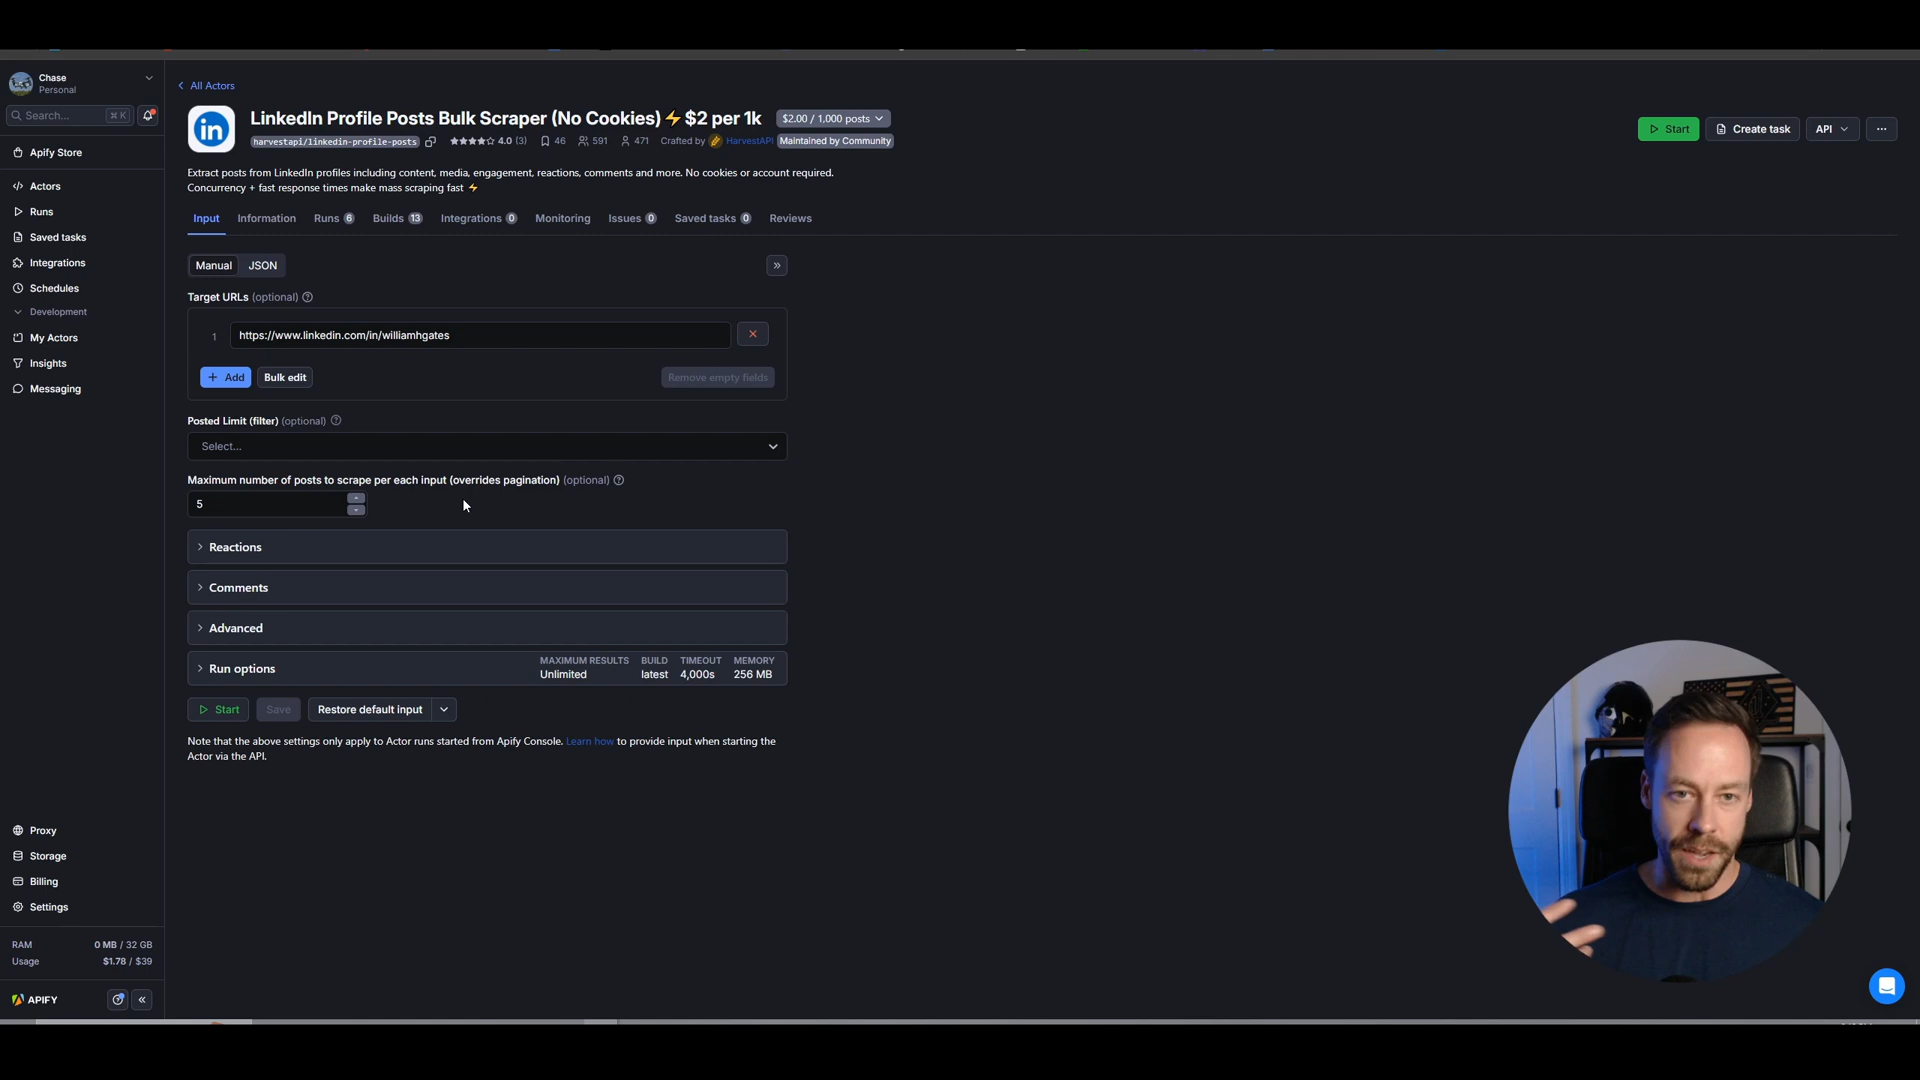 Chase
Personal
Search...
⌘ K
Apify Store
Actors
Runs
Saved tasks
Integrations
Schedules
Development
My Actors
Insights
Messaging
Proxy
Storage
Billing
Settings
RAM 0 MB / 32 GB
Usage $1.78 / $39
APIFY
All Actors
in
LinkedIn Profile Posts Bulk Scraper (No Cookies)⚡$2 per 1k
$2.00 / 1,000 posts
harvestapi/linkedin-profile-posts
4.0 (3) 46 591 471 Crafted by HarvestAPI Maintained by Community
Start
Create task
API
Extract posts from LinkedIn profiles including content, media, engagement, reactions, comments and more. No cookies or account required.
Concurrency + fast response times make mass scraping fast ⚡
Input Information Runs 6 Builds 13 Integrations 0 Monitoring Issues 0 Saved tasks 0 Reviews
Manual JSON
Target URLs (optional)
1 https://www.linkedin.com/in/williamhgates
+ Add Bulk edit Remove empty fields
Posted Limit (filter) (optional)
Select...
Maximum number of posts to scrape per each input (overrides pagination) (optional)
5
Reactions
Comments
Advanced
Run options
MAXIMUM RESULTS BUILD TIMEOUT MEMORY
Unlimited latest 4,000s 256 MB
Start Save Restore default input
Note that the above settings only apply to Actor runs started from Apify Console. Learn how to provide input when starting the
Actor via the API.